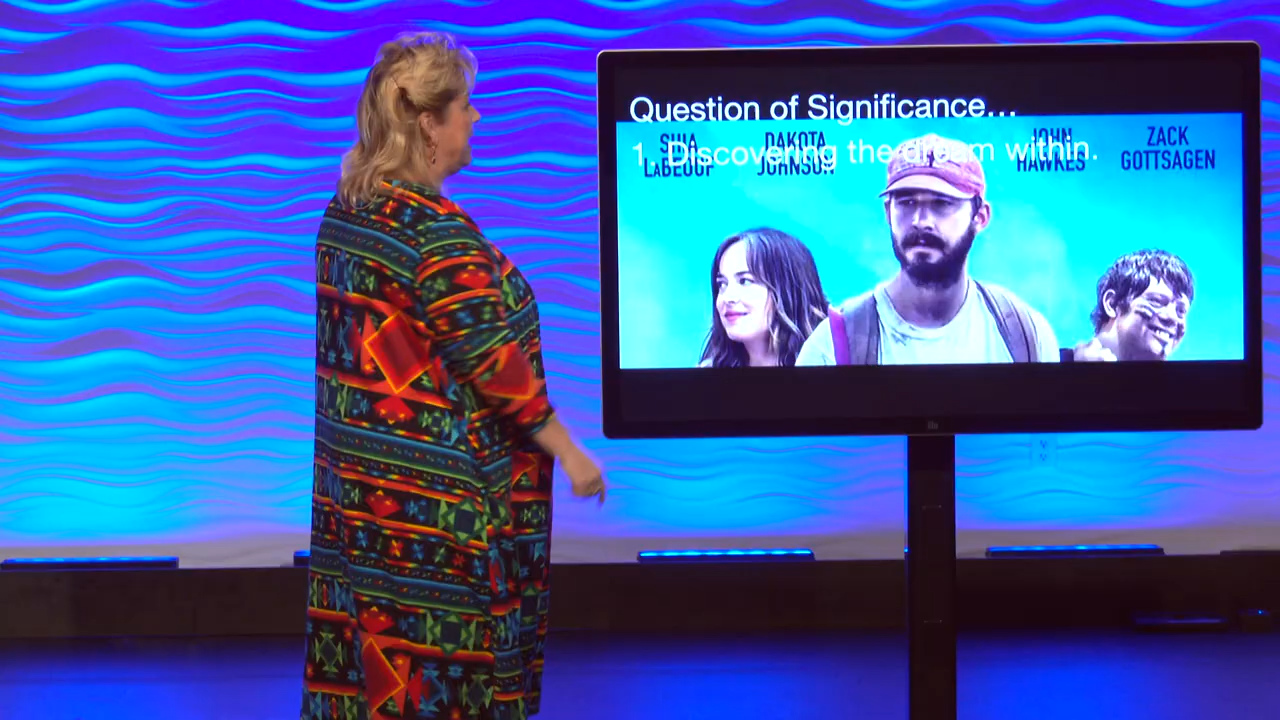 Question of Significance...
1. Discovering the dream within.
SHIA
LABEOUF
DAKOTA
JOHNSON
JOHN
HAWKES
ZACK
GOTTSAGEN